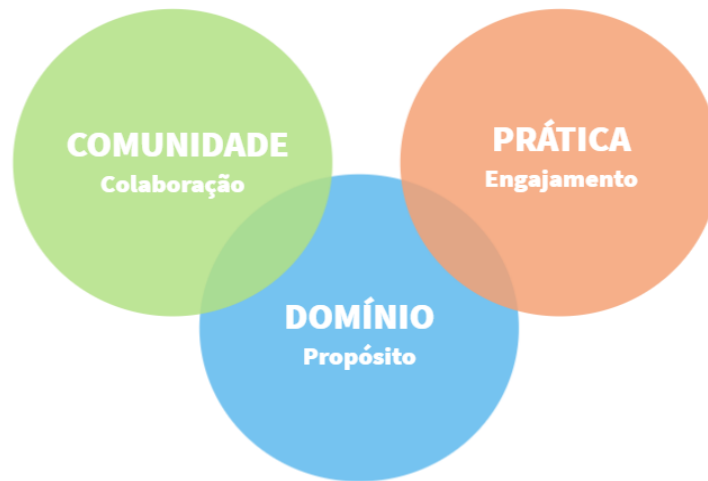 COMUNIDADE
Colaboração
PRÁTICA
Engajamento
DOMÍNIO
Propósito